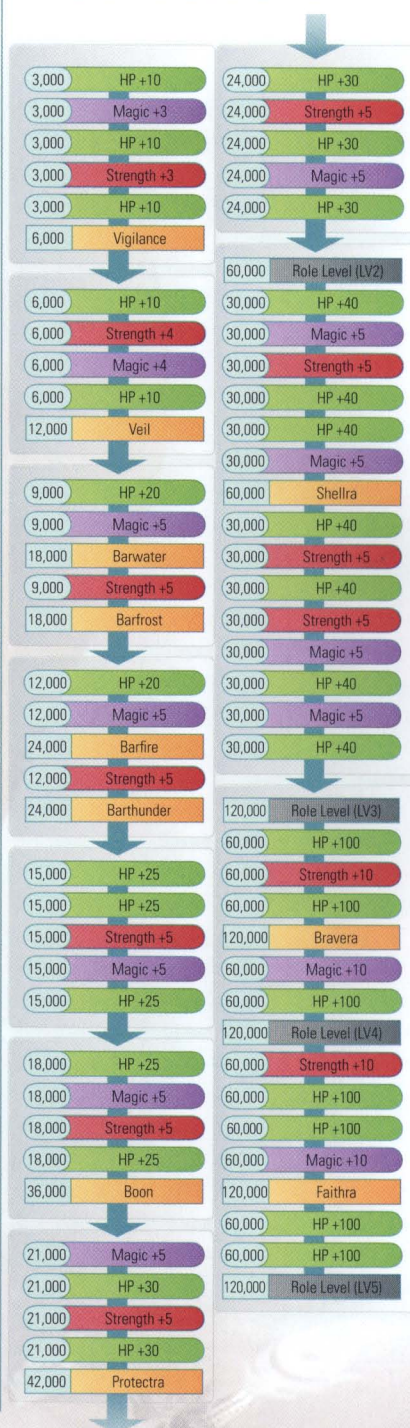 3,000 HP +10
3,000 Magic +3
3,000 HP +10
3,000 Strength +3
3,000 HP +10
6,000 Vigilance
6,000 HP +10
6,000 Strength +4
6,000 Magic +4
6,000 HP +10
12,000 Veil
9,000 HP +20
9,000 Magic +5
18,000 Barwater
9,000 Strength +5
18,000 Barfrost
12,000 HP +20
12,000 Magic +5
24,000 Barfire
12,000 Strength +5
24,000 Barthunder
15,000 HP +25
15,000 HP +25
15,000 Strength +5
15,000 Magic +5
15,000 HP +25
18,000 HP +25
18,000 Magic +5
18,000 Strength +5
18,000 HP +25
36,000 Boon
21,000 Magic +5
21,000 HP +30
21,000 Strength +5
21,000 HP +30
42,000 Protectra
24,000 HP +30
24,000 Strength +5
24,000 HP +30
24,000 Magic +5
24,000 HP +30
60,000 Role Level (LV2)
30,000 HP +40
30,000 Magic +5
30,000 Strength +5
30,000 HP +40
30,000 HP +40
30,000 Magic +5
60,000 Shellra
30,000 HP +40
30,000 Strength +5
30,000 HP +40
30,000 Strength +5
30,000 Magic +5
30,000 HP +40
30,000 Magic +5
30,000 HP +40
120,000 Role Level (LV3)
60,000 HP +100
60,000 Strength +10
60,000 HP +100
120,000 Bravera
60,000 Magic +10
60,000 HP +100
120,000 Role Level (LV4)
60,000 Strength +10
60,000 HP +100
60,000 HP +100
60,000 Magic +10
120,000 Faithra
60,000 HP +100
60,000 HP +100
120,000 Role Level (LV5)